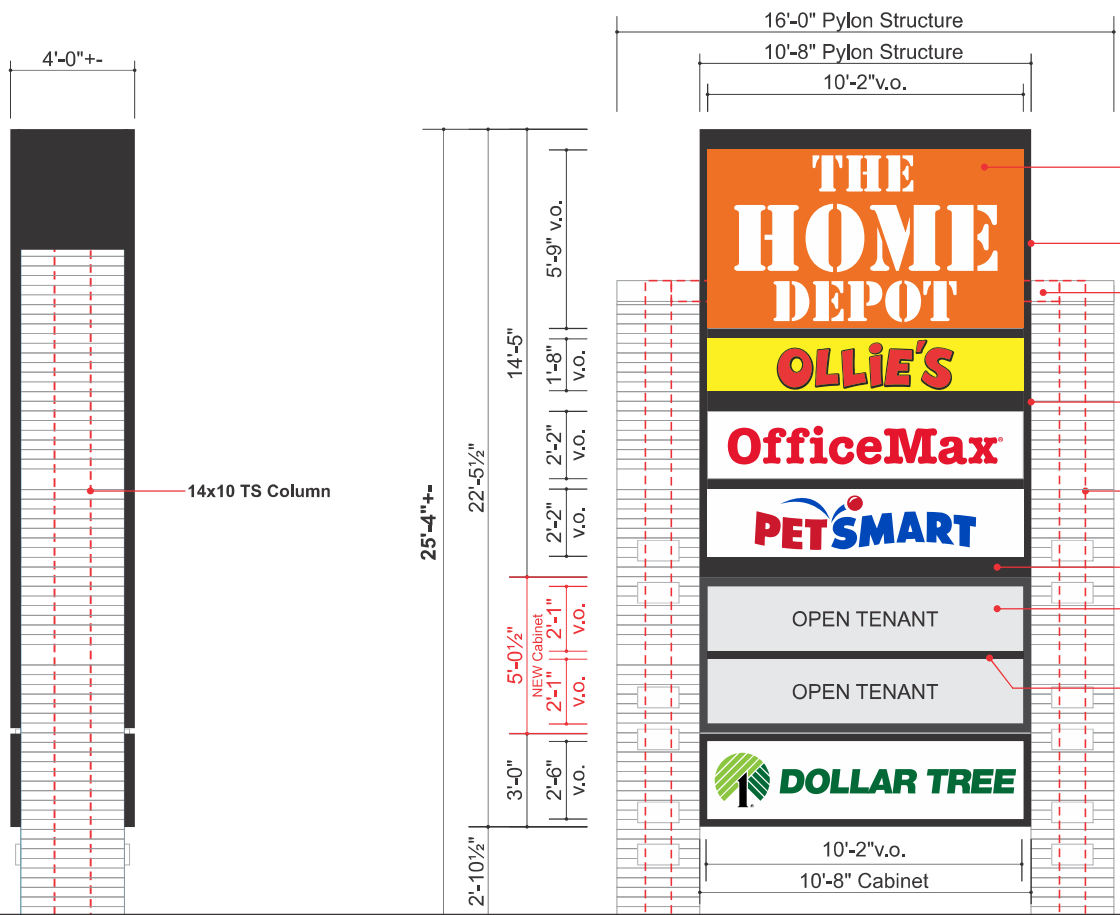 16'-0" Pylon Structure
4'-0"+-
10'-8" Pylon Structure
10'-2"v.o.
THE
HOME
DEPOT
5'-9" v.o.
14'-5"
1'-8"
v.o.
OLLiE'S
2'-2"
v.o.
OfficeMax
22'-5½"
25'-4"+-
14x10 TS Column
2'-2"
v.o.
PETSMART
5'-0½"
NEW Cabinet
2'-1"
v.o.
OPEN TENANT
2'-1"
v.o.
OPEN TENANT
3'-0"
2'-6"
v.o.
1
DOLLAR TREE
2'-10½"
10'-2"v.o.
10'-8" Cabinet